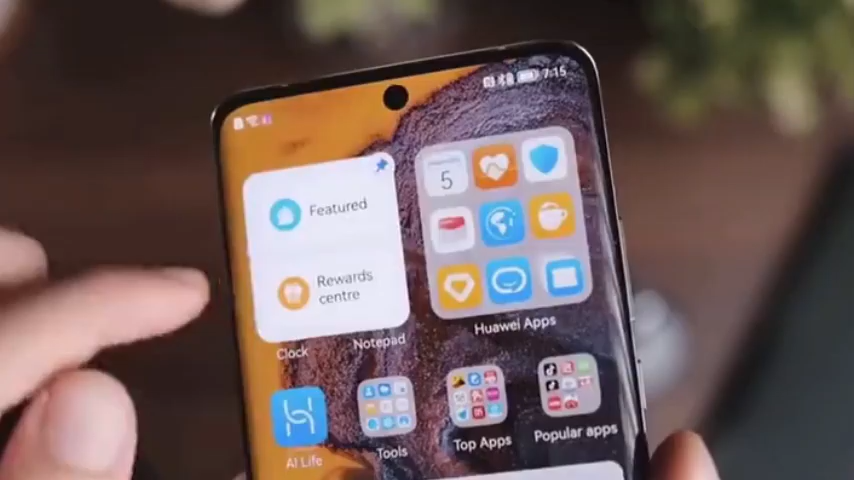 7:15
Featured
Rewards
centre
5
Clock
Notepad
Huawei Apps
AI Life
Tools
Top Apps
Popular apps